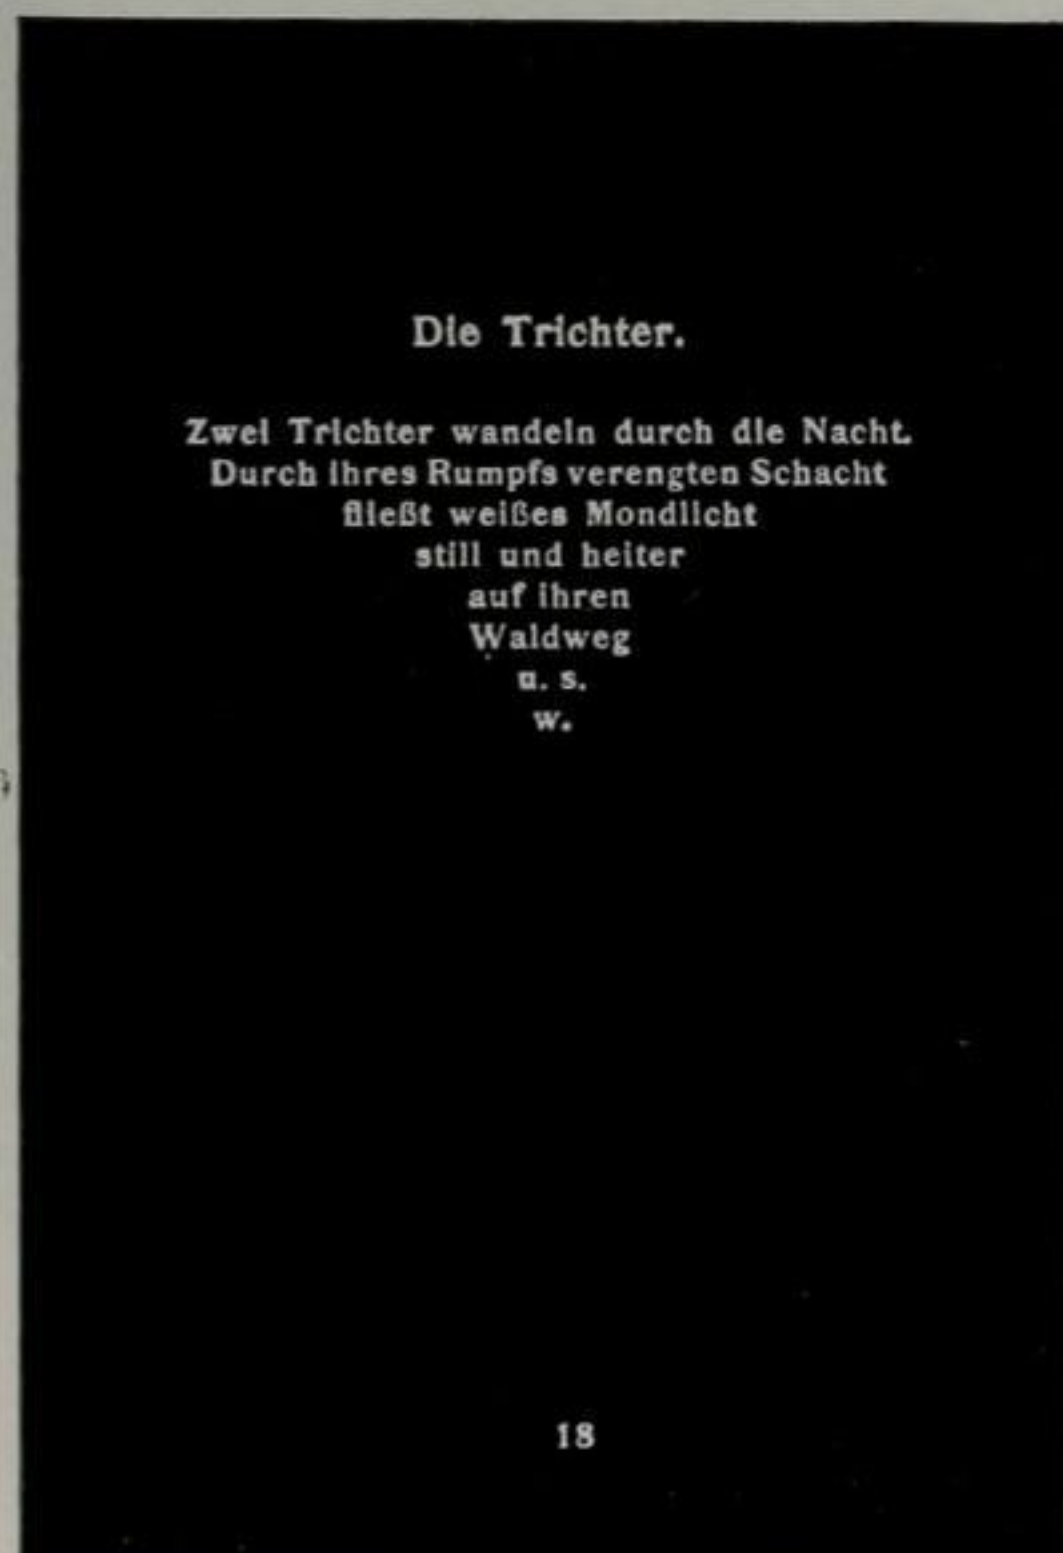 Die Trichter.
Zwei Trichter wandeln durch die Nacht.
Durch ihres Rumpfs verengten Schacht
fließt weißes Mondlicht
still und heiter
auf ihren
Waldweg
u. s.
w.
18